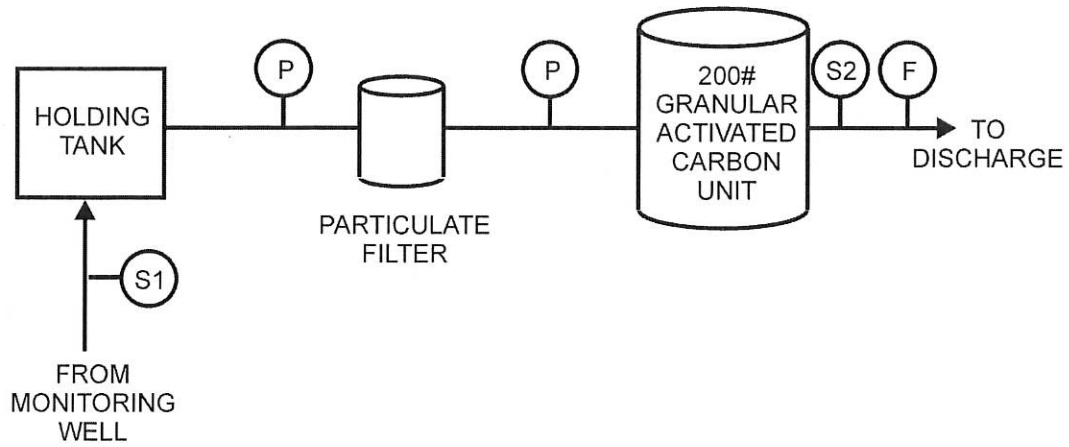 HOLDING
TANK
P
PARTICULATE
FILTER
P
200#
GRANULAR
ACTIVATED
CARBON
UNIT
S2
F
TO
DISCHARGE
S1
FROM
MONITORING
WELL